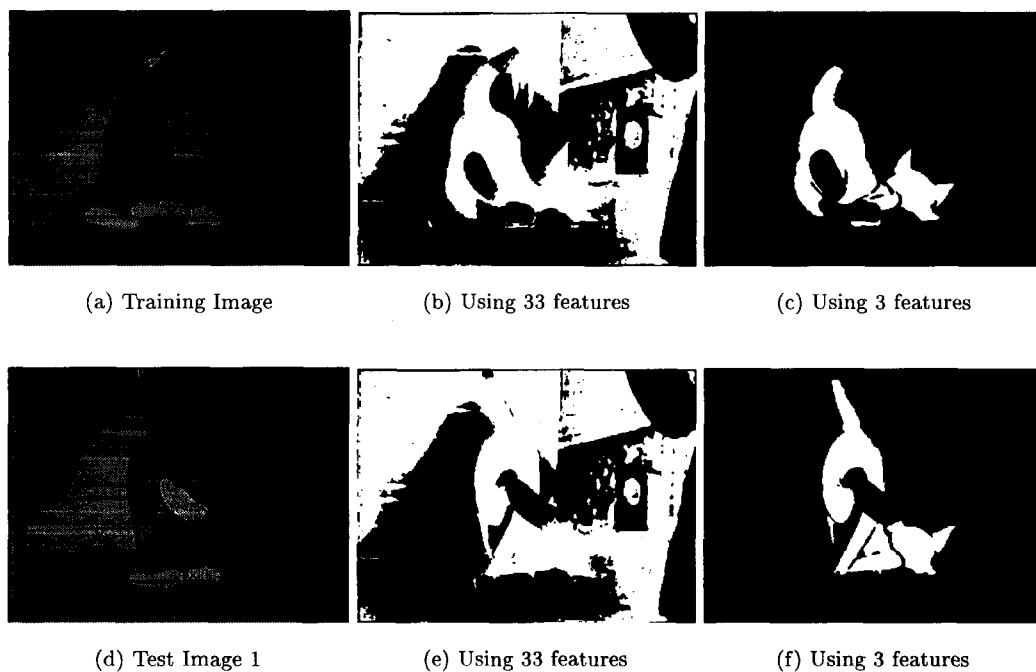 (a) Training Image
(b) Using 33 features
(c) Using 3 features
(d) Test Image 1
(e) Using 33 features
(f) Using 3 features